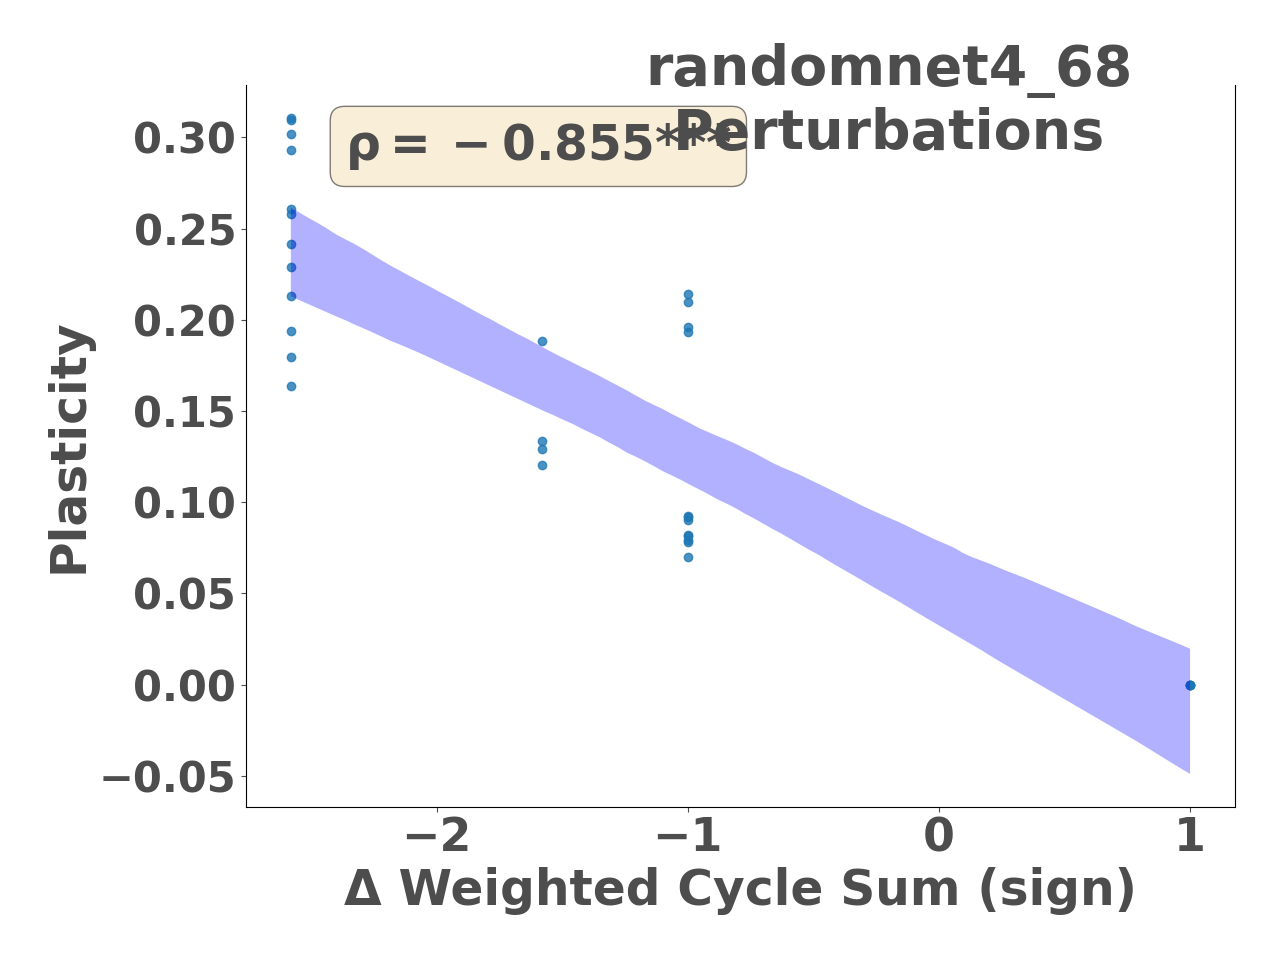 randomnet4_68
Perturbations
ρ = −0.855***
Plasticity
0.30
0.25
0.20
0.15
0.10
0.05
0.00
−0.05
−2
−1
0
1
Δ Weighted Cycle Sum (sign)